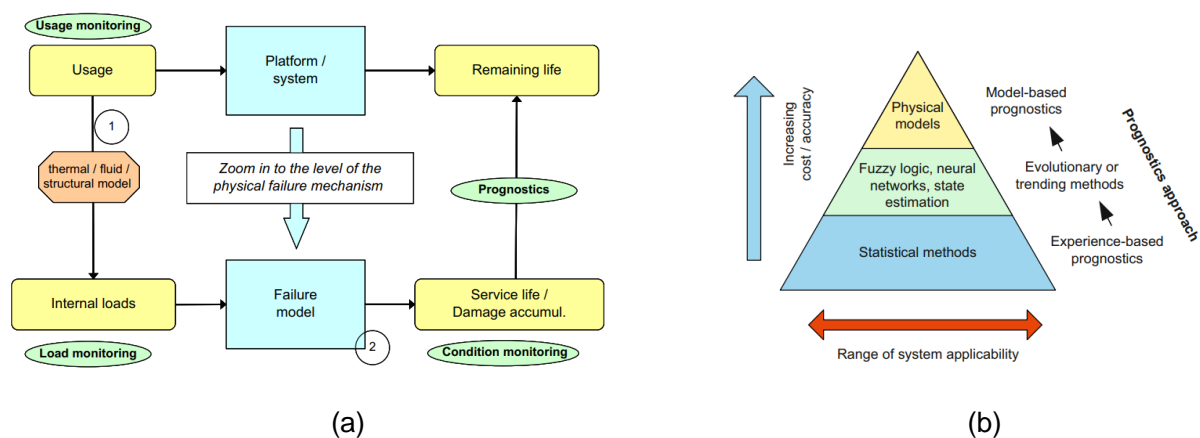 Usage monitoring
Usage
Platform /
system
Remaining life
1
thermal / fluid /
structural model
Zoom in to the level of the
physical failure mechanism
Prognostics
Internal loads
Failure
model
Service life /
Damage accumul.
2
Load monitoring
Condition monitoring
(a)
Increasing
cost / accuracy
Physical
models
Fuzzy logic, neural
networks, state
estimation
Statistical methods
Model-based
prognostics
Evolutionary or
trending methods
Experience-based
prognostics
Prognostics approach
Range of system applicability
(b)